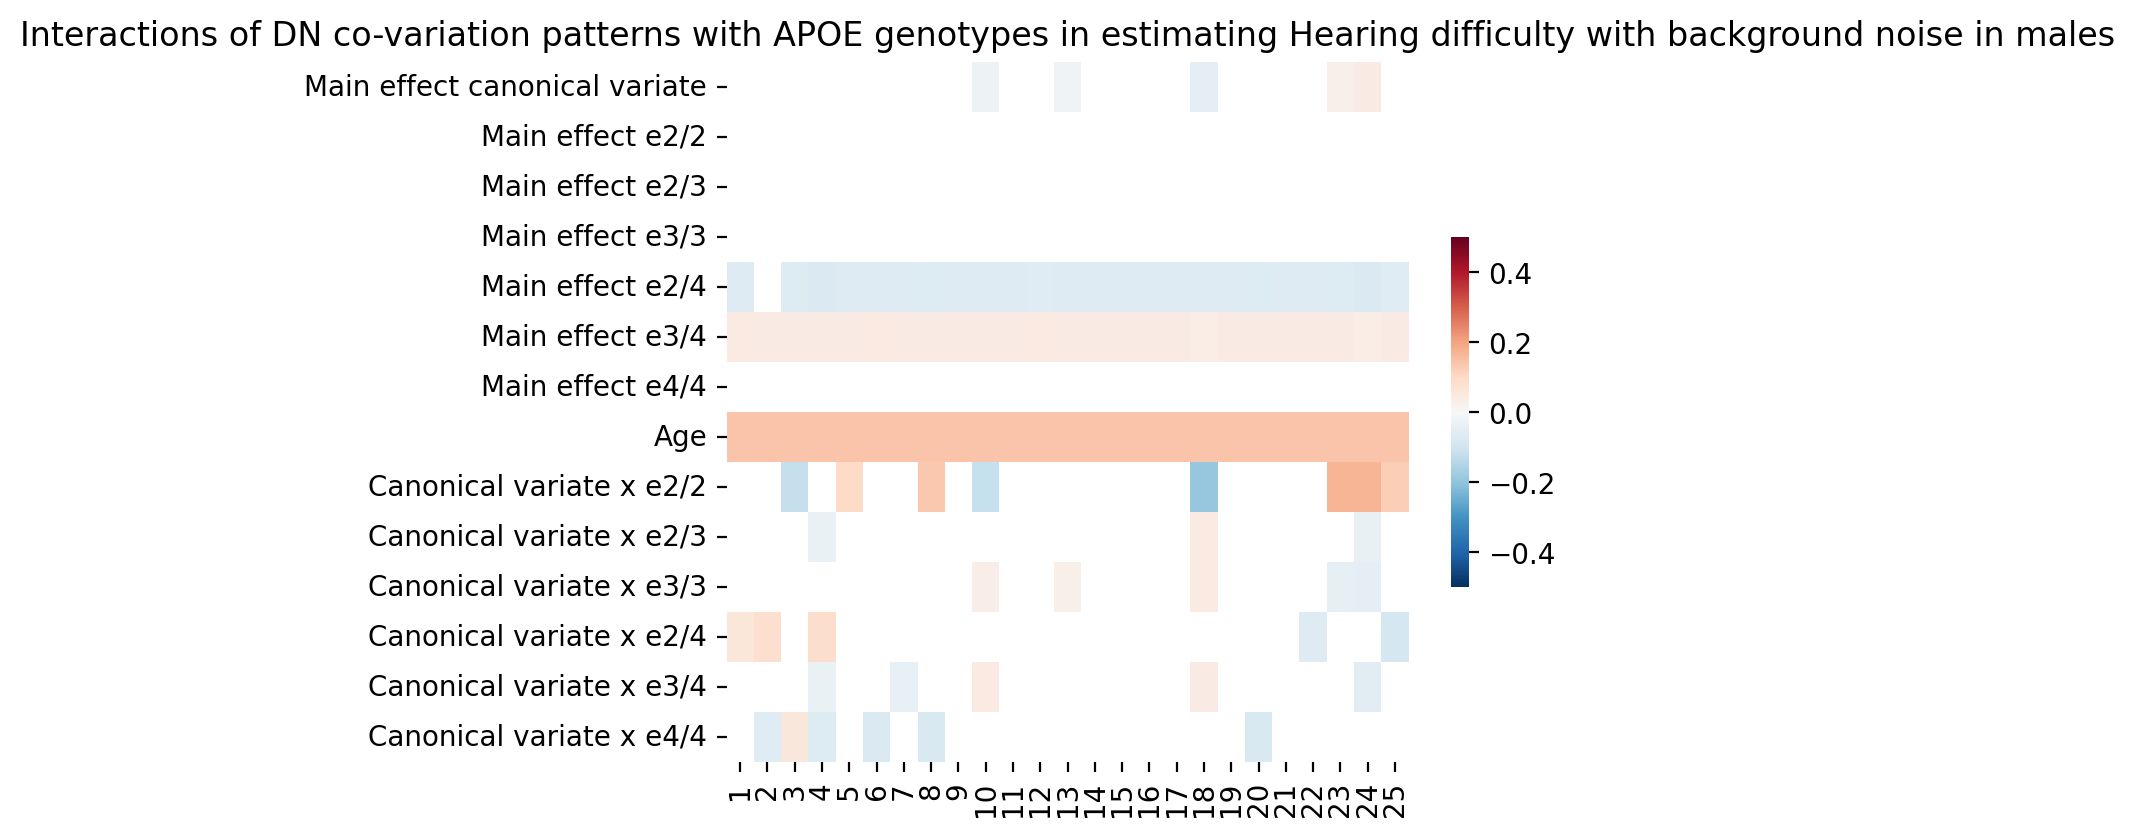 Interactions of DN co-variation patterns with APOE genotypes in estimating Hearing difficulty with background noise in males
Main effect canonical variate
Main effect e2/2
Main effect e2/3
Main effect e3/3
Main effect e2/4
Main effect e3/4
Main effect e4/4
Age
Canonical variate x e2/2
Canonical variate x e2/3
Canonical variate x e3/3
Canonical variate x e2/4
Canonical variate x e3/4
Canonical variate x e4/4
1 2 3 4 5 6 7 8 9 10 11 12 13 14 15 16 17 18 19 20 21 22 23 24 25
0.4
0.2
0.0
−0.2
−0.4